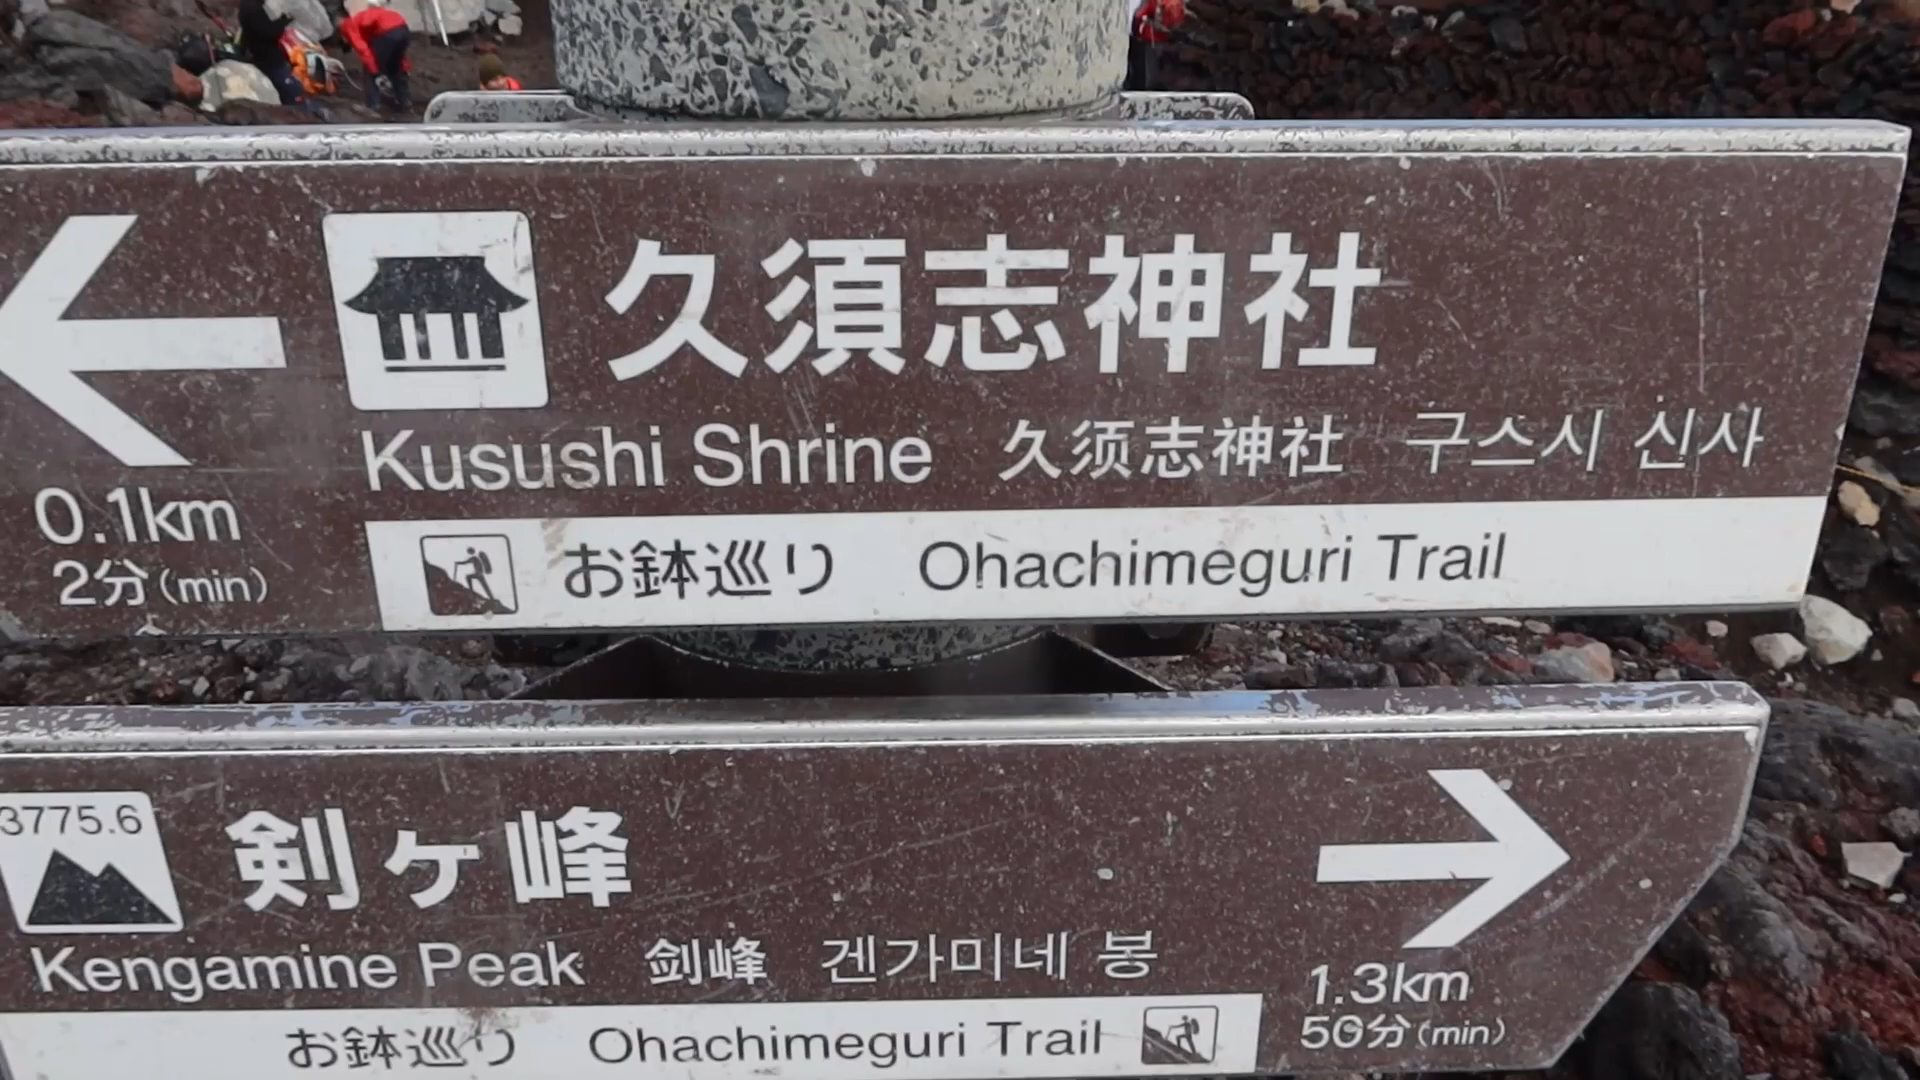 久須志神社
Kusushi Shrine 久须志神社 구스시 신사
0.1km
2分(min)
お鉢巡り Ohachimeguri Trail
3775.6
剣ヶ峰
Kengamine Peak 剑峰 겐가미네 봉
1.3km
50分(min)
お鉢巡り Ohachimeguri Trail